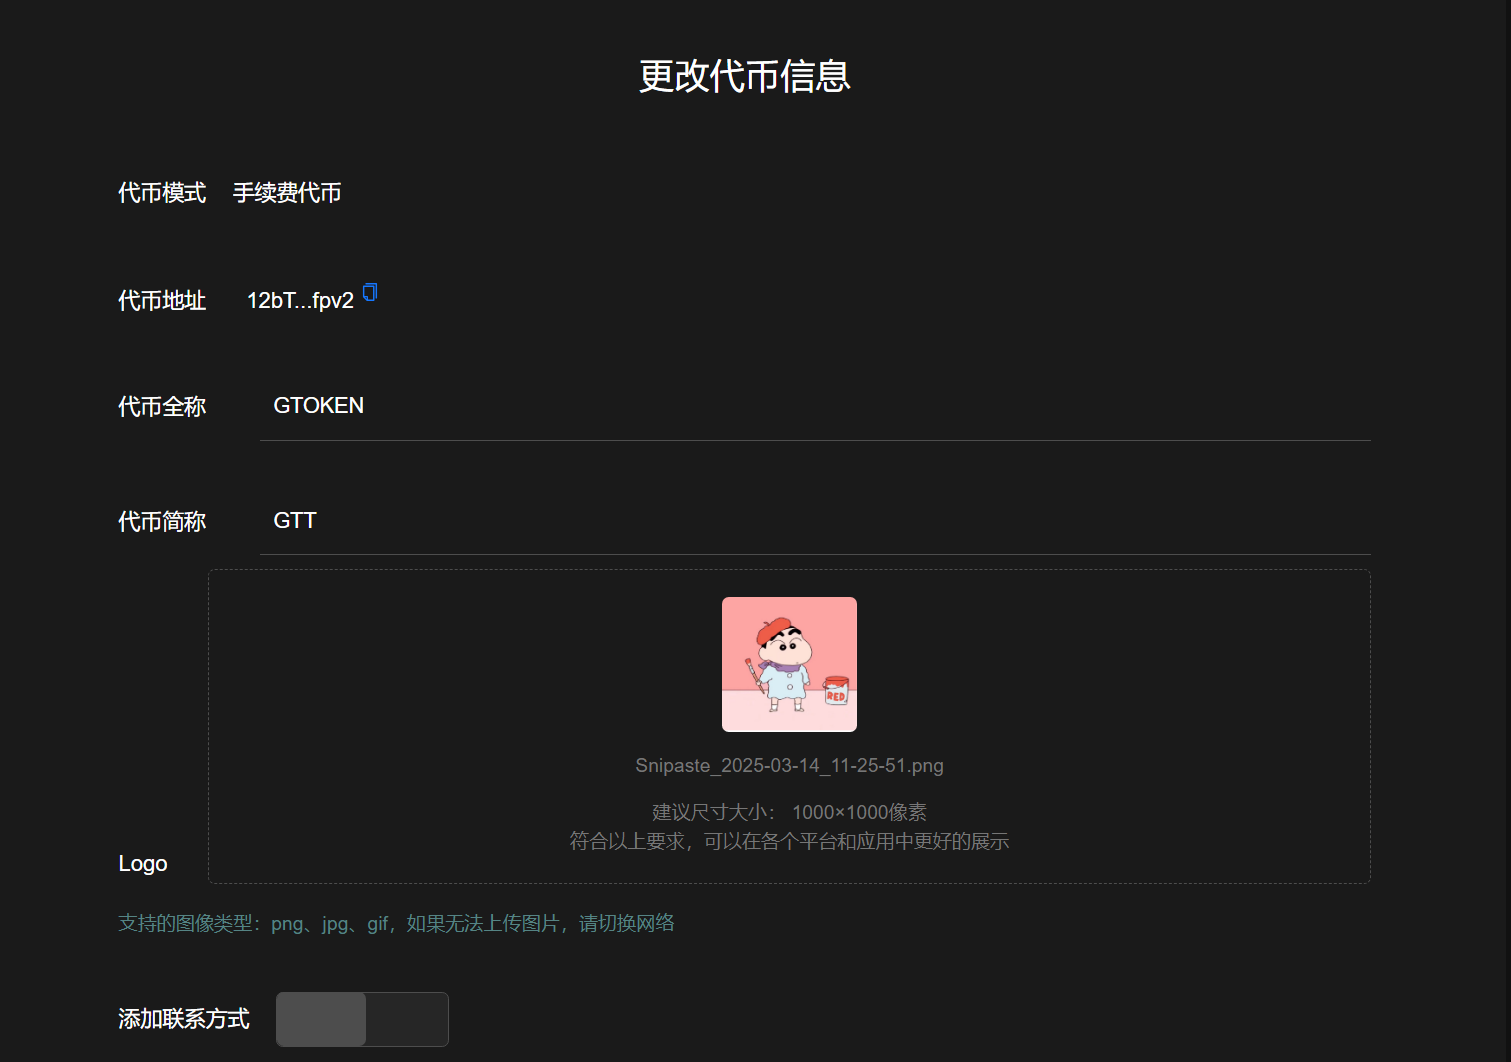 更改代币信息
代币模式 手续费代币
代币地址 12bT...fpv2
代币全称 GTOKEN
代币简称 GTT
RED
Snipaste_2025-03-14_11-25-51.png
建议尺寸大小： 1000×1000像素
符合以上要求，可以在各个平台和应用中更好的展示
Logo
支持的图像类型：png、jpg、gif，如果无法上传图片，请切换网络
添加联系方式